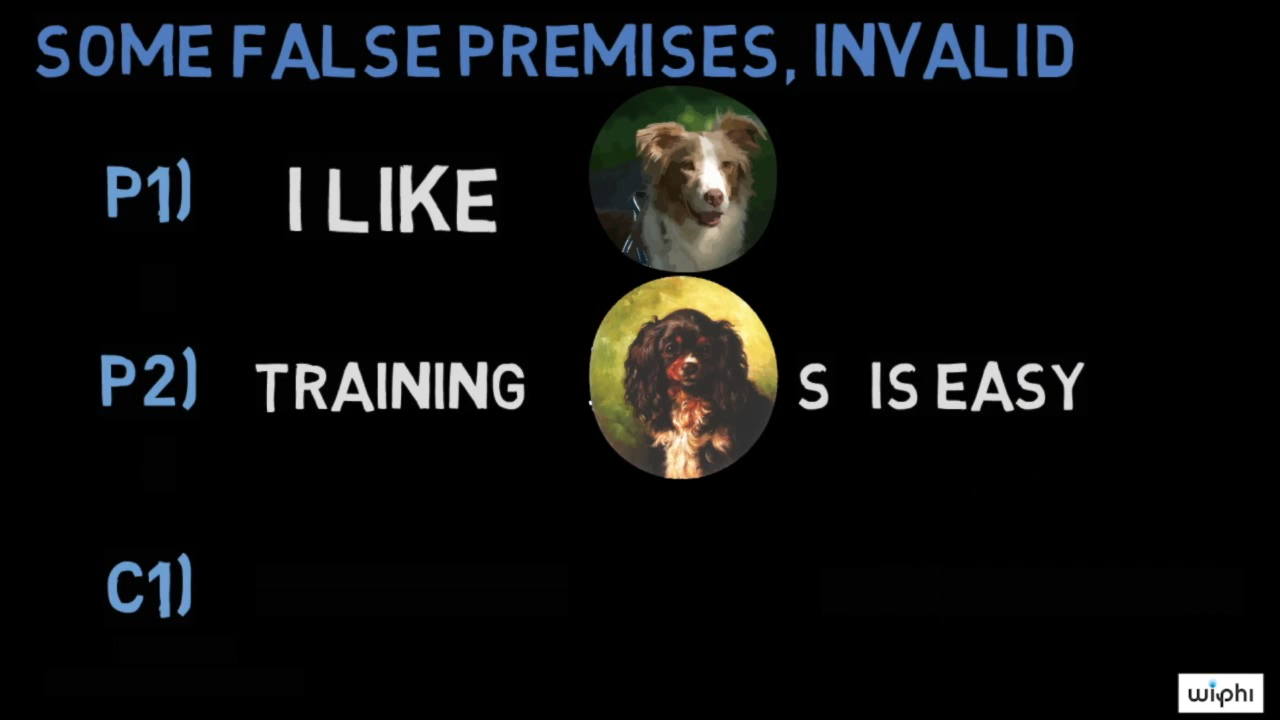 SOME FALSE PREMISES, INVALID
P1) I LIKE
P2) TRAINING S IS EASY
C1)
wiphi